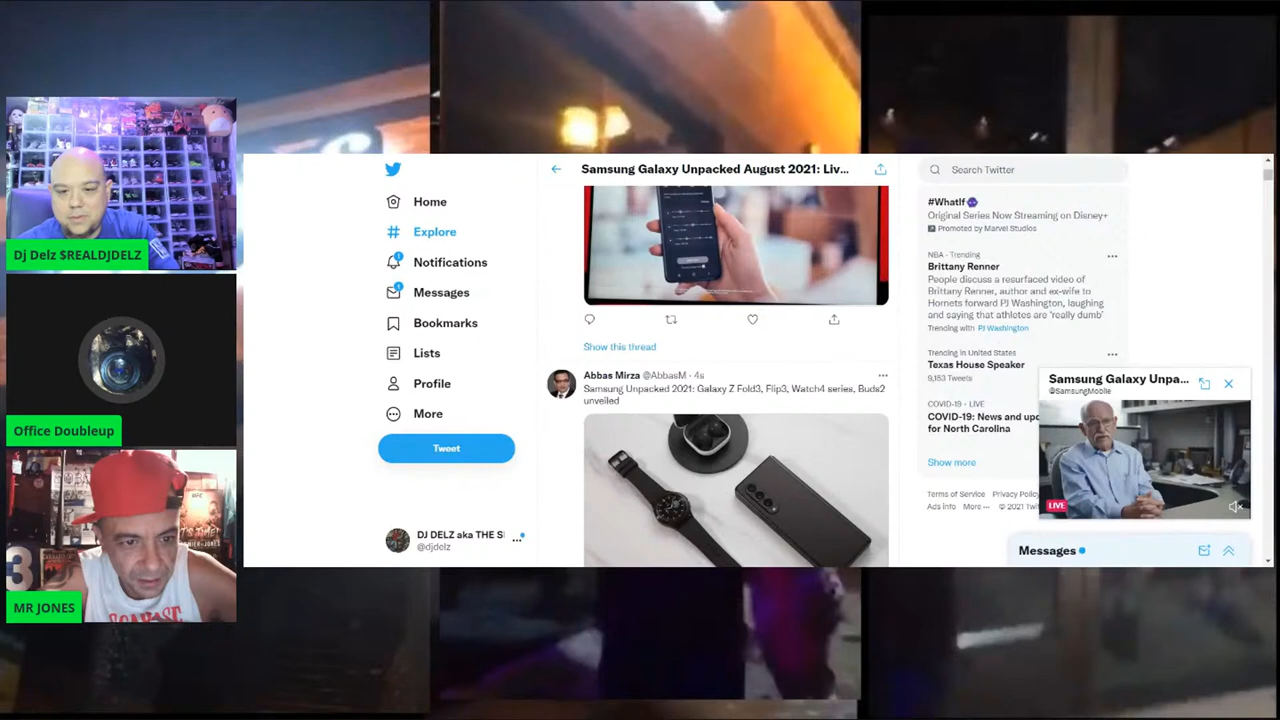 Dj Delz $REALDJDELZ
Office Doubleup
MR JONES
Home
Explore
Notifications
Messages
Bookmarks
Lists
Profile
More
Tweet
DJ DELZ aka THE S
@djdelz
Samsung Galaxy Unpacked August 2021: Liv...
Show this thread
Abbas Mirza @AbbasM · 4s
Samsung Unpacked 2021: Galaxy Z Fold3, Flip3, Watch4 series, Buds2
unveiled
Search Twitter
#WhatIf
Original Series Now Streaming on Disney+
Promoted by Marvel Studios
NBA · Trending
Brittany Renner
People discuss a resurfaced video of
Brittany Renner, author and ex-wife to
Hornets forward PJ Washington, laughing
and saying that athletes are 'really dumb'
Trending with PJ Washington
Trending in United States
Texas House Speaker
9,153 Tweets
COVID-19 · LIVE
COVID-19: News and upd
for North Carolina
Show more
Terms of Service Privacy Policy
Ads info More ··· © 2021 Twi
Samsung Galaxy Unpa...
@SamsungMobile
LIVE
Messages